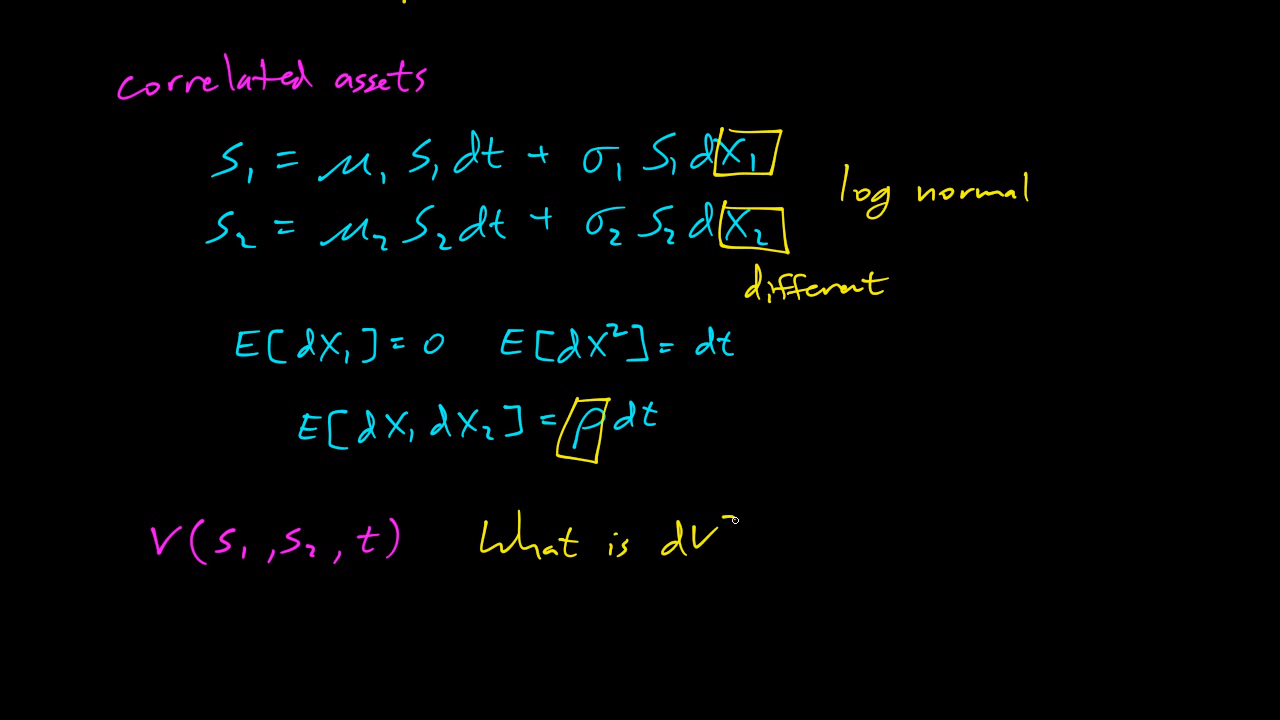 correlated assets
S₁ = μ₁ S₁ dt + σ₁ S₁ dX₁
log normal
S₂ = μ₂ S₂ dt + σ₂ S₂ dX₂
different
E[dX₁] = 0 E[dX²] = dt
E[dX₁ dX₂] = ρ dt
V(S₁, S₂, t) What is dV